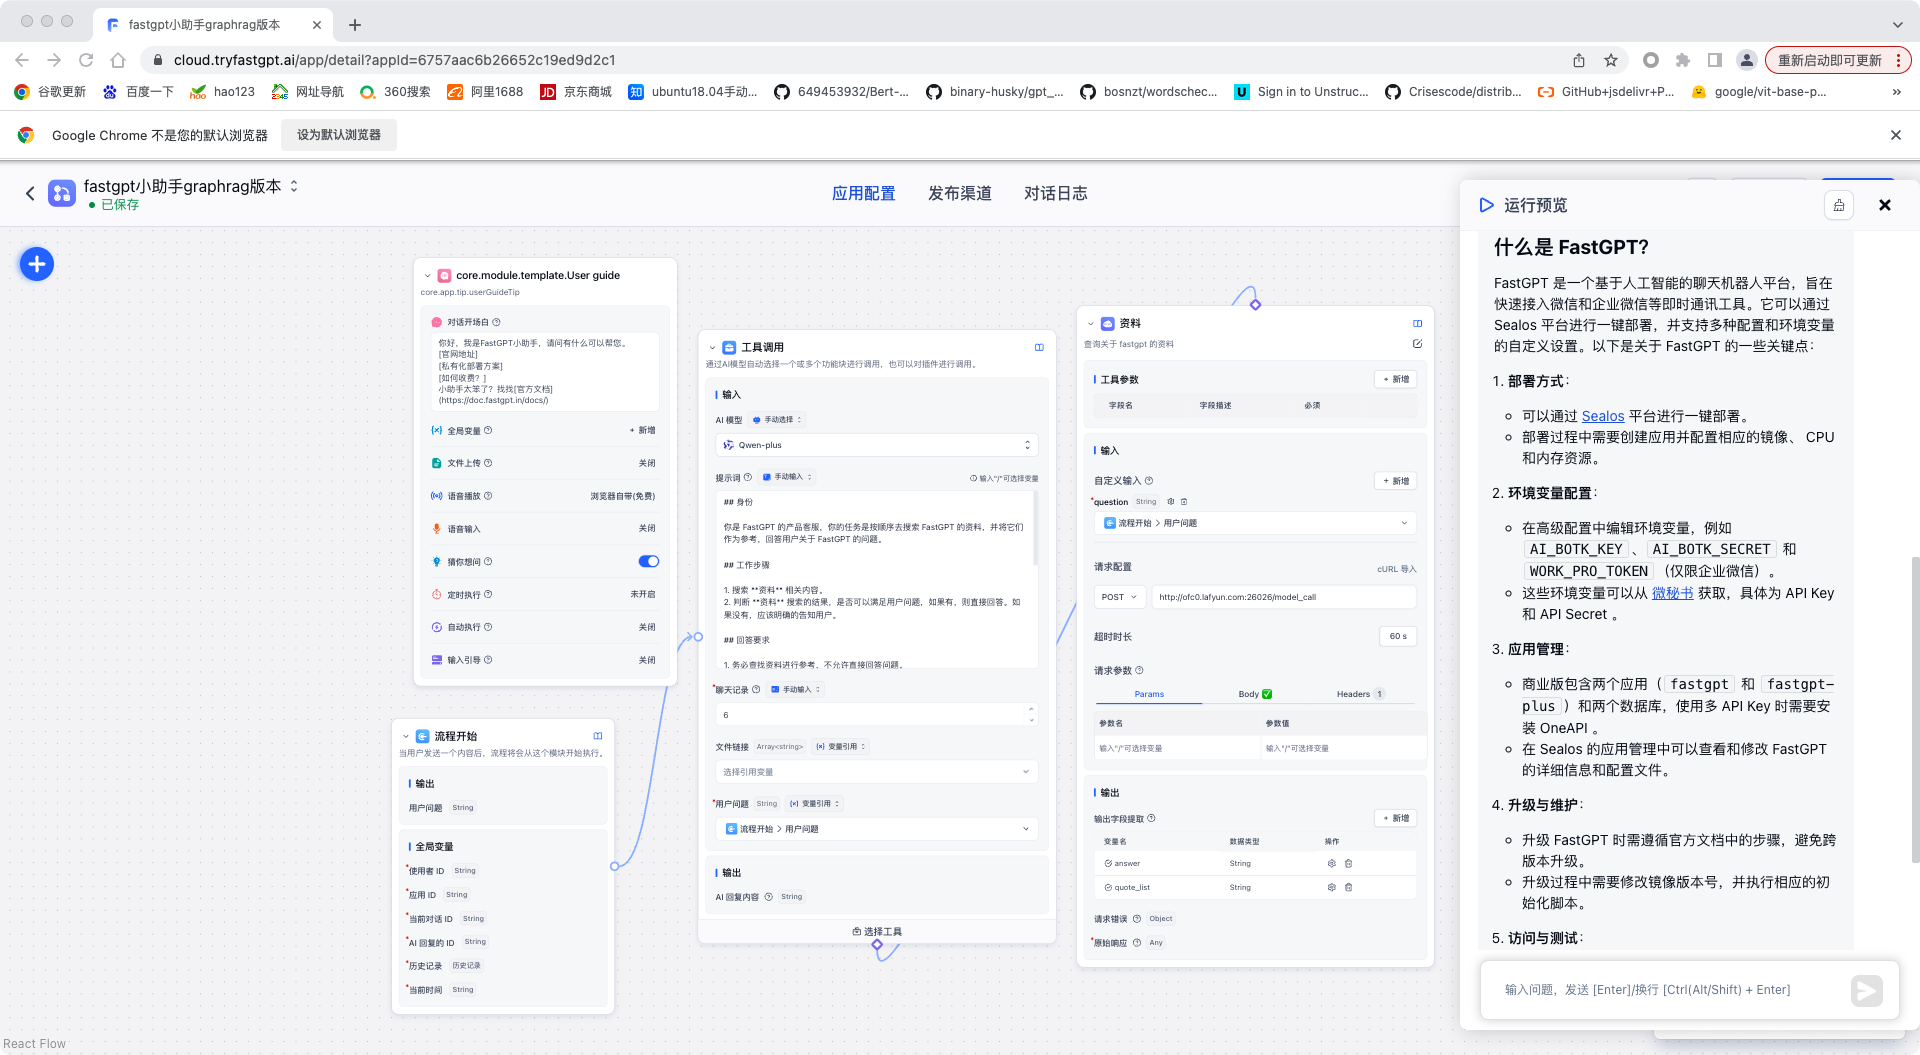 fastgpt小助手graphrag版本
cloud.tryfastgpt.ai/app/detail?appId=6757aac6b26652c19ed9d2c1
重新启动即可更新
谷歌更新 百度一下 hao123 网址导航 360搜索 阿里1688 京东商城 ubuntu18.04手动... 649453932/Bert-... binary-husky/gpt_... bosnzt/wordschec... Sign in to Unstruc... Crisescode/distrib... GitHub+jsdelivr+P... google/vit-base-p... »
Google Chrome 不是您的默认浏览器 设为默认浏览器
fastgpt小助手graphrag版本
已保存
应用配置 发布渠道 对话日志
core.module.template.User guide
core.app.tip.userGuideTip
对话开场白
你好，我是FastGPT小助手，请问有什么可以帮您。
[官网地址]
[私有化部署方案]
[如何收费？]
小助手太笨了？找找[官方文档]
(https://doc.fastgpt.in/docs/)
全局变量 + 新增
文件上传 关闭
语音播放 浏览器自带(免费)
语音输入 关闭
猜你想问
定时执行 未开启
自动执行 关闭
输入引导 关闭
流程开始
当用户发送一个内容后，流程将会从这个模块开始执行。
输出
用户问题 String
全局变量
*使用者 ID String
*应用 ID String
*当前对话 ID String
*AI 回复的 ID String
*历史记录 历史记录
*当前时间 String
React Flow
工具调用
通过AI模型自动选择一个或多个功能块进行调用，也可以对插件进行调用。
输入
AI 模型 手动选择
Qwen-plus
提示词 手动输入 输入"/"可选择变量
## 身份
你是 FastGPT 的产品客服，你的任务是按顺序去搜索 FastGPT 的资料，并将它们
作为参考，回答用户关于 FastGPT 的问题。
## 工作步骤
1. 搜索 **资料** 相关内容。
2. 判断 **资料** 搜索的结果，是否可以满足用户问题，如果有，则直接回答。如
果没有，应该明确的告知用户。
## 回答要求
1. 务必查找资料进行参考，不允许直接回答问题。
*聊天记录 手动输入
6
文件链接 Array<string> 变量引用
选择引用变量
*用户问题 String 变量引用
流程开始 > 用户问题
输出
AI 回复内容 String
选择工具
资料
查询关于 fastgpt 的资料
工具参数 + 新增
字段名 字段描述 必须
输入
自定义输入 + 新增
*question String
流程开始 > 用户问题
请求配置 cURL 导入
POST http://ofc0.lafyun.com:26026/model_call
超时时长 60 s
请求参数
Params Body Headers 1
参数名 参数值
输入"/"可选择变量 输入"/"可选择变量
输出
输出字段提取 + 新增
变量名 数据类型 操作
answer String
quote_list String
请求错误 Object
*原始响应 Any
运行预览
什么是 FastGPT?
FastGPT 是一个基于人工智能的聊天机器人平台，旨在
快速接入微信和企业微信等即时通讯工具。它可以通过
Sealos 平台进行一键部署，并支持多种配置和环境变量
的自定义设置。以下是关于 FastGPT 的一些关键点：
1. 部署方式：
可以通过 Sealos 平台进行一键部署。
部署过程中需要创建应用并配置相应的镜像、 CPU
和内存资源。
2. 环境变量配置：
在高级配置中编辑环境变量，例如
AI_BOTK_KEY 、 AI_BOTK_SECRET 和
WORK_PRO_TOKEN （仅限企业微信）。
这些环境变量可以从 微秘书 获取，具体为 API Key
和 API Secret 。
3. 应用管理：
商业版包含两个应用（ fastgpt 和 fastgpt-
plus ）和两个数据库，使用多 API Key 时需要安
装 OneAPI 。
在 Sealos 的应用管理中可以查看和修改 FastGPT
的详细信息和配置文件。
4. 升级与维护：
升级 FastGPT 时需遵循官方文档中的步骤，避免跨
版本升级。
升级过程中需要修改镜像版本号，并执行相应的初
始化脚本。
5. 访问与测试：
输入问题，发送 [Enter]/换行 [Ctrl(Alt/Shift) + Enter]